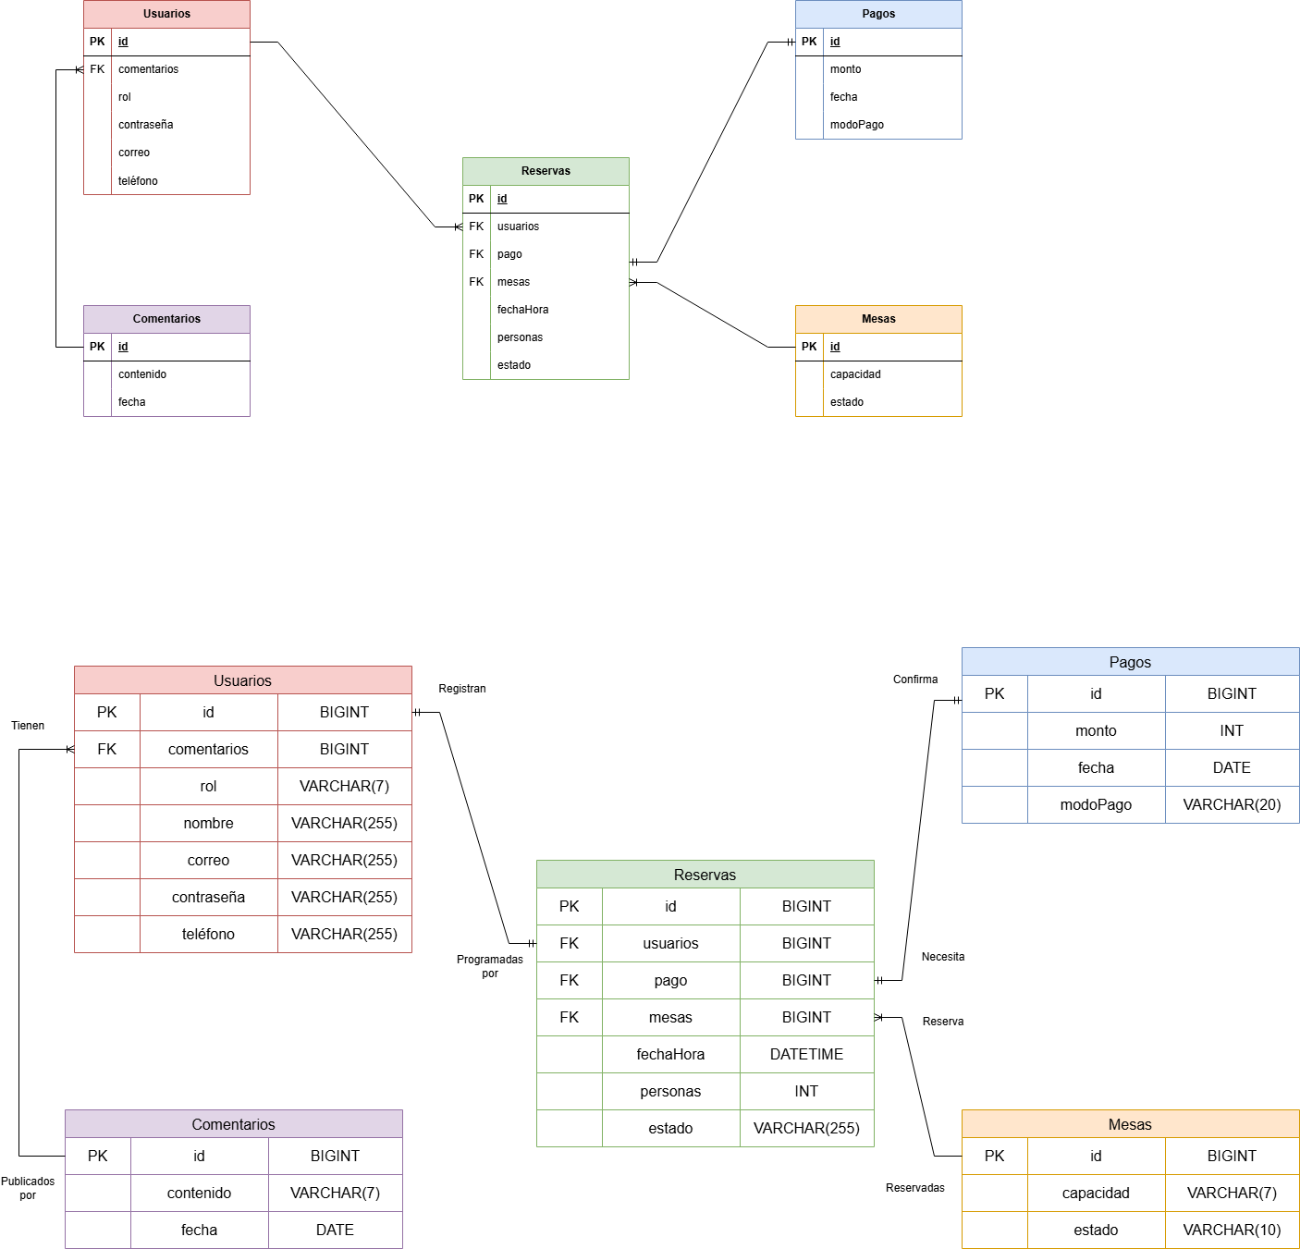 Usuarios
PK id
FK comentarios
rol
contraseña
correo
teléfono
Pagos
PK id
monto
fecha
modoPago
Reservas
PK id
FK usuarios
FK pago
FK mesas
fechaHora
personas
estado
Comentarios
PK id
contenido
fecha
Mesas
PK id
capacidad
estado
Usuarios
PK id BIGINT
FK comentarios BIGINT
rol VARCHAR(7)
nombre VARCHAR(255)
correo VARCHAR(255)
contraseña VARCHAR(255)
teléfono VARCHAR(255)
Tienen
Registran
Confirma
Pagos
PK id BIGINT
monto INT
fecha DATE
modoPago VARCHAR(20)
Programadas
por
Necesita
Reserva
Reservas
PK id BIGINT
FK usuarios BIGINT
FK pago BIGINT
FK mesas BIGINT
fechaHora DATETIME
personas INT
estado VARCHAR(255)
Publicados
por
Comentarios
PK id BIGINT
contenido VARCHAR(7)
fecha DATE
Reservadas
Mesas
PK id BIGINT
capacidad VARCHAR(7)
estado VARCHAR(10)